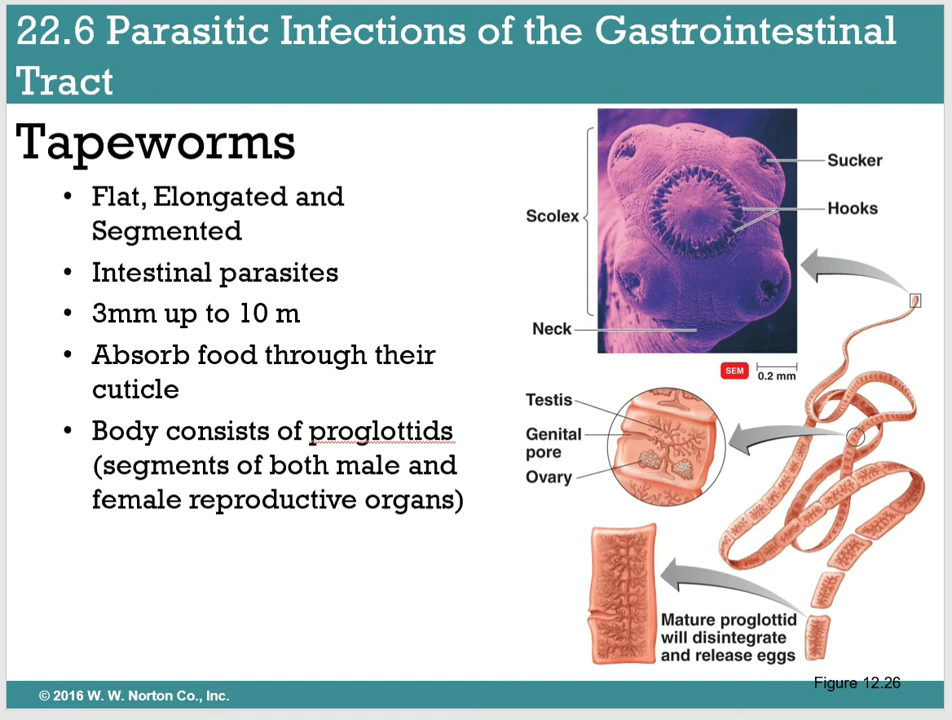 22.6 Parasitic Infections of the Gastrointestinal
Tract
Tapeworms
• Flat, Elongated and
Segmented
• Intestinal parasites
• 3mm up to 10 m
• Absorb food through their
cuticle
• Body consists of proglottids
(segments of both male and
female reproductive organs)
Scolex
Sucker
Hooks
Neck
SEM
0.2 mm
Testis
Genital
pore
Ovary
Mature proglottid
will disintegrate
and release eggs
Figure 12.26
© 2016 W. W. Norton Co., Inc.